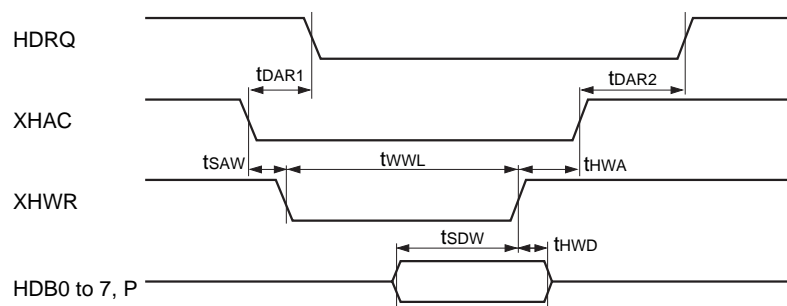 HDRQ
tDAR1
tDAR2
XHAC
tSAW
tWWL
tHWA
XHWR
tSDW
tHWD
HDB0 to 7, P